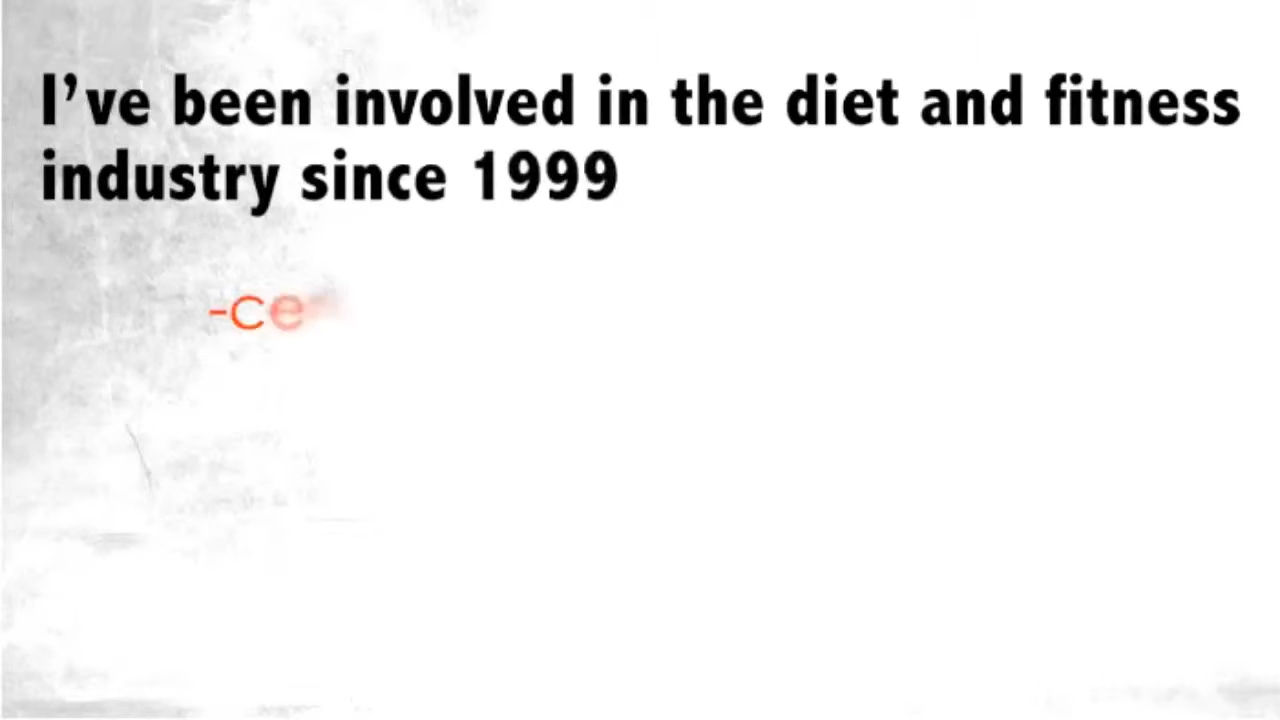 I've been involved in the diet and fitness
industry since 1999